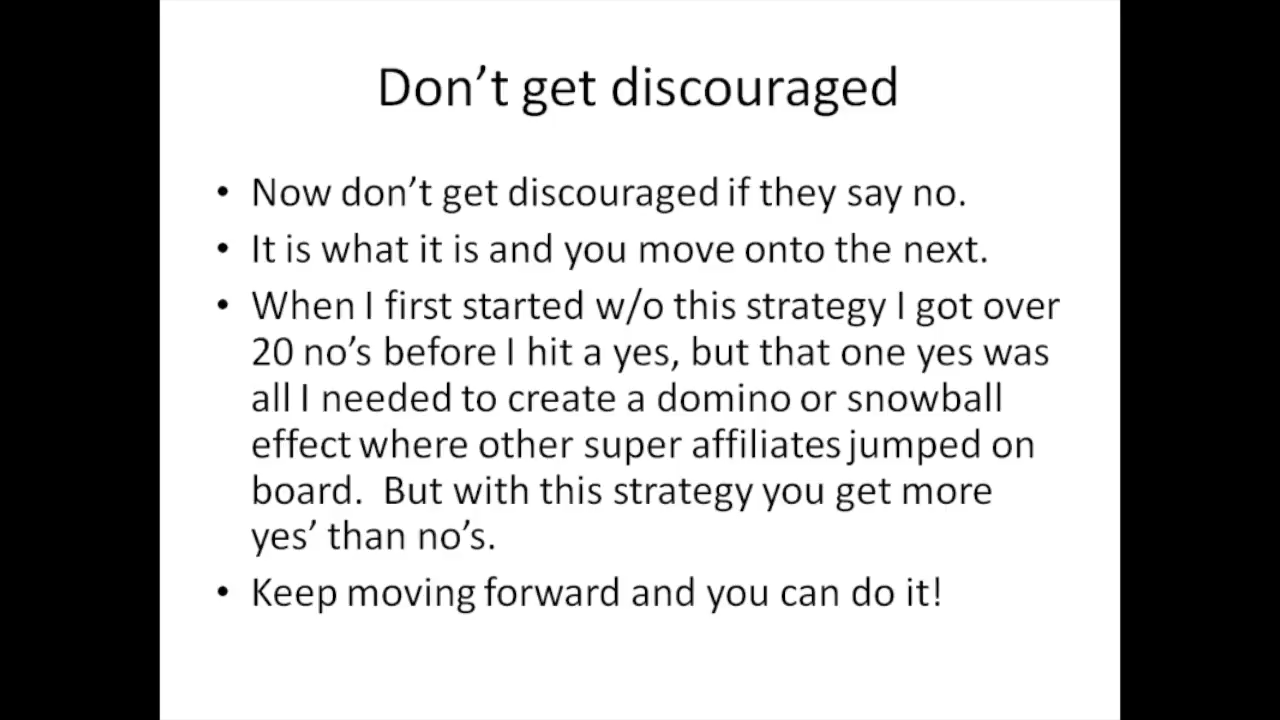 Don’t get discouraged
• Now don’t get discouraged if they say no.
• It is what it is and you move onto the next.
• When I first started w/o this strategy I got over
20 no’s before I hit a yes, but that one yes was
all I needed to create a domino or snowball
effect where other super affiliates jumped on
board.  But with this strategy you get more
yes’ than no’s.
• Keep moving forward and you can do it!